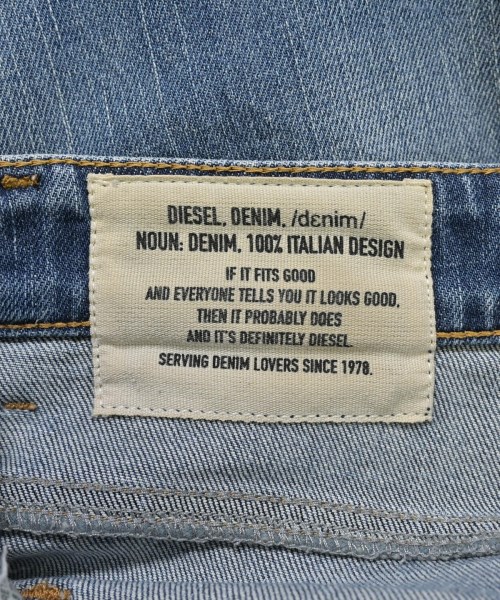 DIESEL, DENIM, /dɛnim/
NOUN: DENIM, 100% ITALIAN DESIGN
IF IT FITS GOOD
AND EVERYONE TELLS YOU IT LOOKS GOOD,
THEN IT PROBABLY DOES
AND IT'S DEFINITELY DIESEL.
SERVING DENIM LOVERS SINCE 1978.